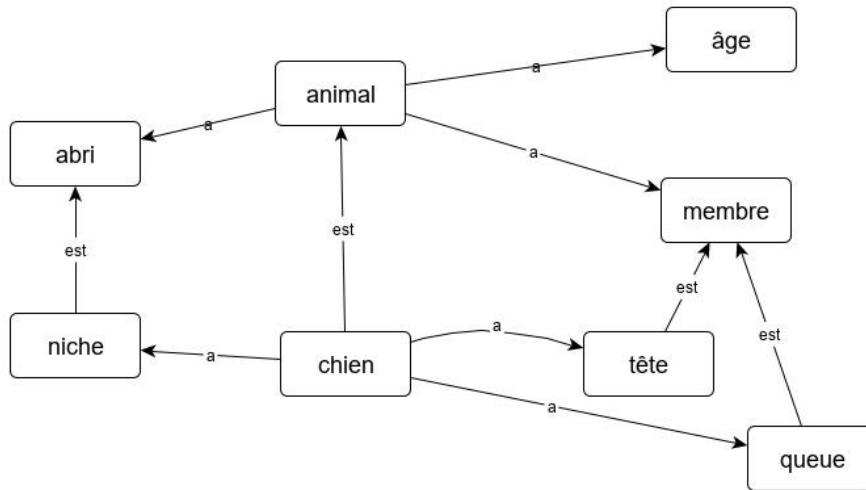 âge
a
animal
a
abri
a
membre
est
est
est
niche
a
chien
a
tête
est
a
queue